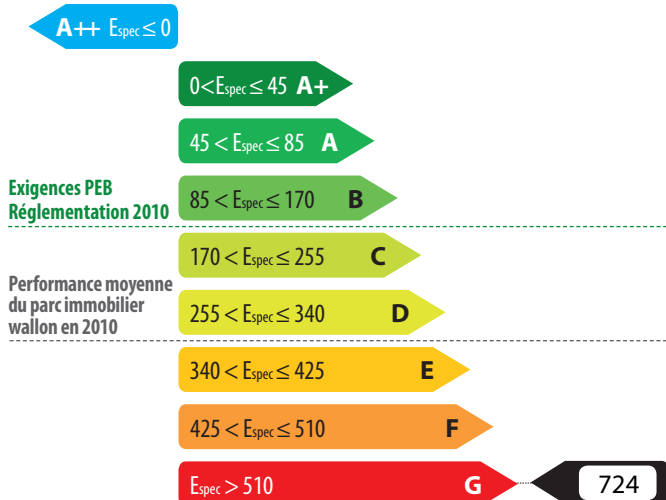 A++ Espec ≤ 0
0 < Espec ≤ 45 A+
45 < Espec ≤ 85 A
Exigences PEB
Réglementation 2010
85 < Espec ≤ 170 B
170 < Espec ≤ 255 C
Performance moyenne
du parc immobilier
wallon en 2010
255 < Espec ≤ 340 D
340 < Espec ≤ 425 E
425 < Espec ≤ 510 F
Espec > 510 G
724